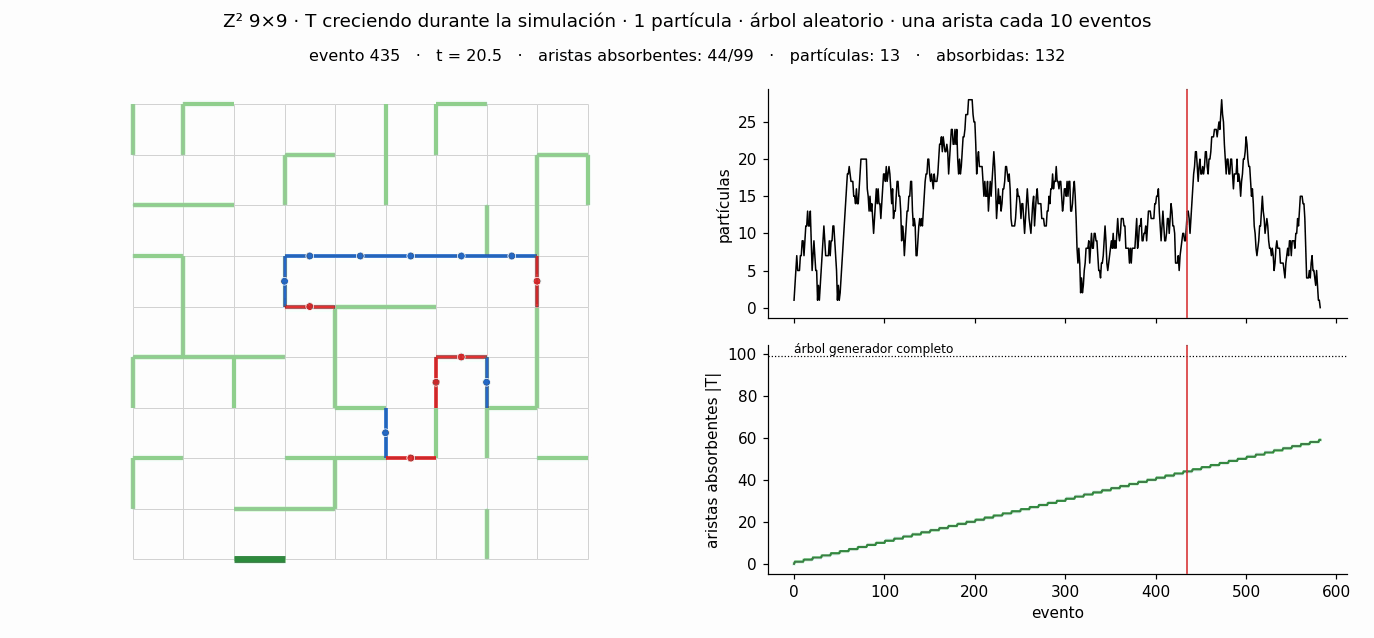 Z² 9×9 · T creciendo durante la simulación · 1 partícula · árbol aleatorio · una arista cada 10 eventos
evento 435 · t = 20.5 · aristas absorbentes: 44/99 · partículas: 13 · absorbidas: 132
partículas
25
20
15
10
5
0
aristas absorbentes |T|
árbol generador completo
100
80
60
40
20
0
0 100 200 300 400 500 600
evento